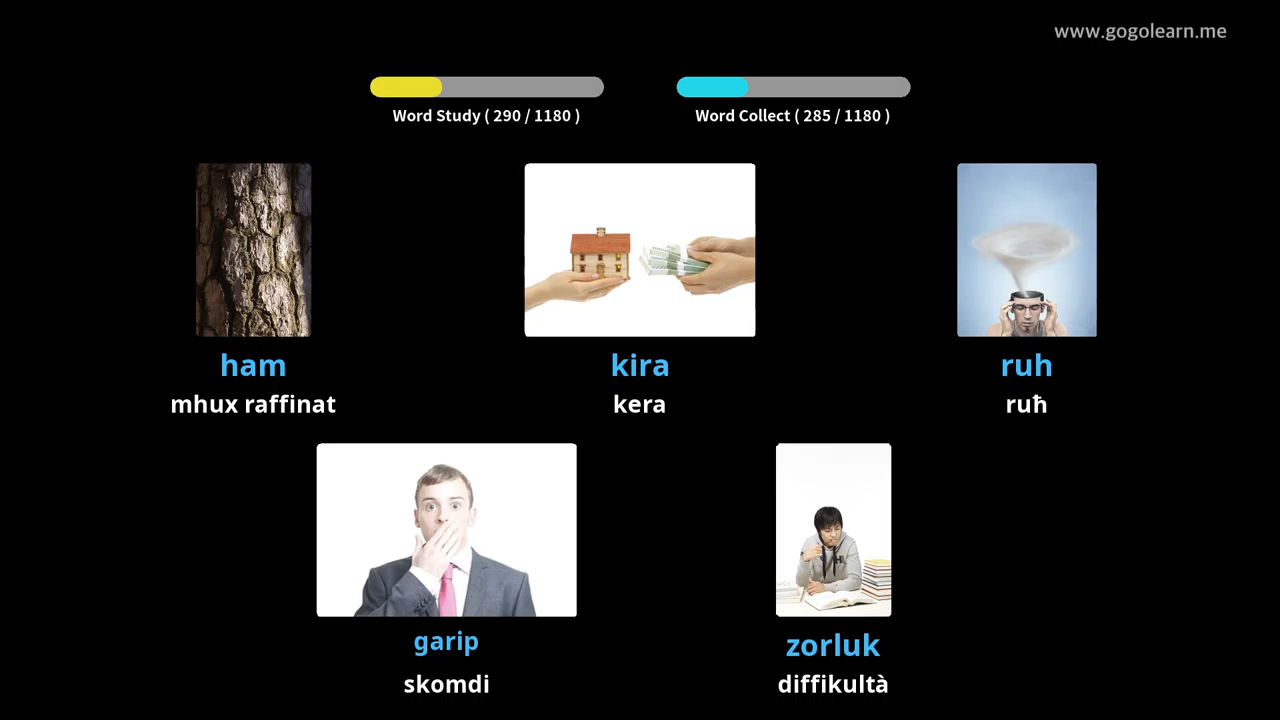 www.gogolearn.me
Word Study ( 290 / 1180 )
Word Collect ( 285 / 1180 )
ham
mhux raffinat
kira
kera
ruh
ruħ
garip
skomdi
zorluk
diffikultà